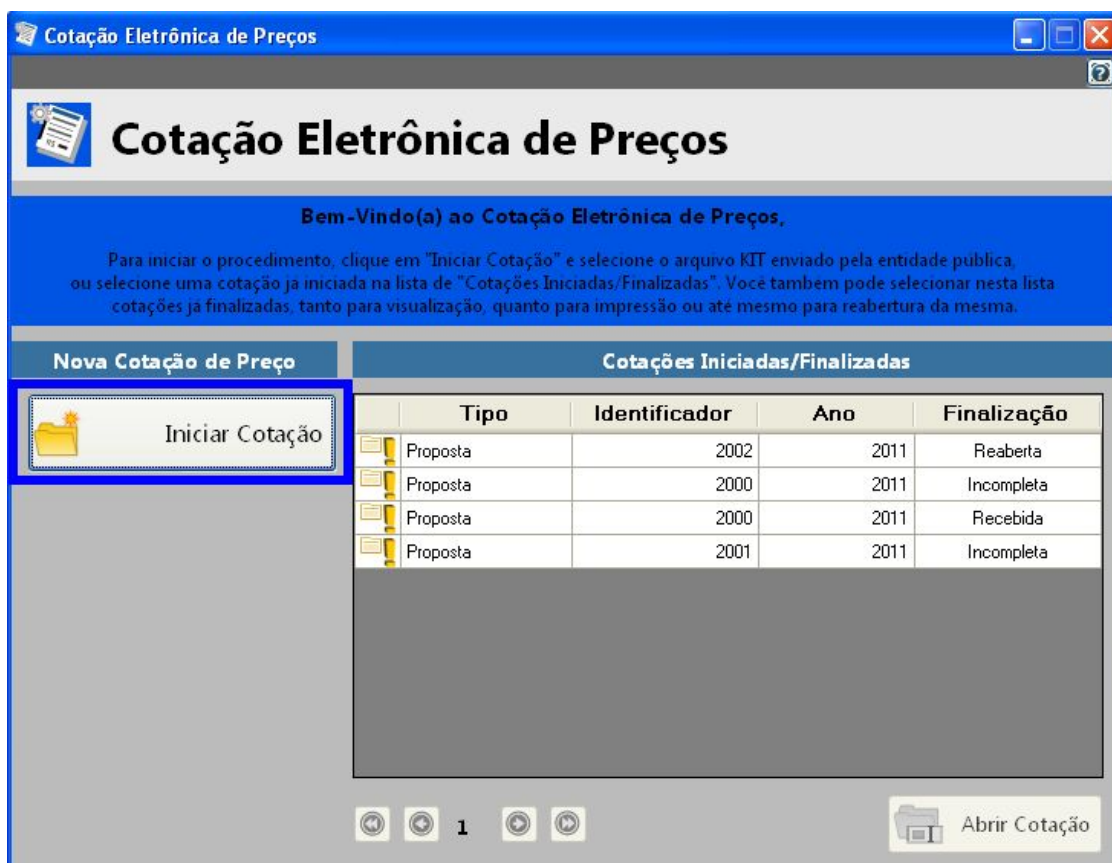 Cotação Eletrônica de Preços
Cotação Eletrônica de Preços
Bem-Vindo(a) ao Cotação Eletrônica de Preços,
Para iniciar o procedimento, clique em "Iniciar Cotação" e selecione o arquivo KIT enviado pela entidade pública,
ou selecione uma cotação já iniciada na lista de "Cotações Iniciadas/Finalizadas". Você também pode selecionar nesta lista
cotações já finalizadas, tanto para visualização, quanto para impressão ou até mesmo para reabertura da mesma.
Nova Cotação de Preço
Iniciar Cotação
Cotações Iniciadas/Finalizadas
Tipo Identificador Ano Finalização
Proposta 2002 2011 Reaberta
Proposta 2000 2011 Incompleta
Proposta 2000 2011 Recebida
Proposta 2001 2011 Incompleta
1
Abrir Cotação